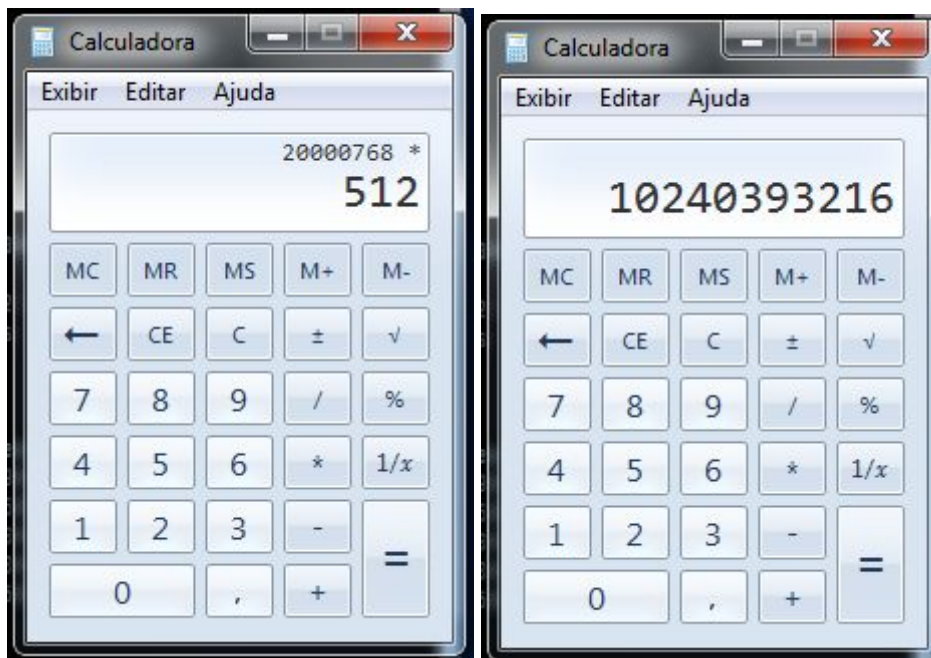 Calculadora
Exibir Editar Ajuda
20000768 *
512
MC MR MS M+ M-
← CE C ± √
7 8 9 / %
4 5 6 * 1/x
1 2 3 - =
0 , +
Calculadora
Exibir Editar Ajuda
10240393216
MC MR MS M+ M-
← CE C ± √
7 8 9 / %
4 5 6 * 1/x
1 2 3 - =
0 , +